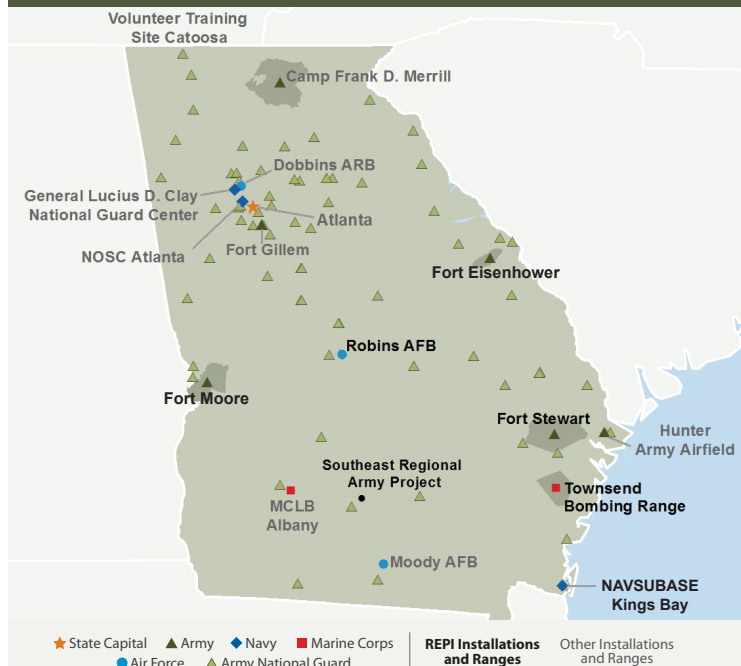 Volunteer Training
Site Catoosa
Camp Frank D. Merrill
Dobbins ARB
General Lucius D. Clay
National Guard Center
Atlanta
NOSC Atlanta
Fort Gillem
Fort Eisenhower
Robins AFB
Fort Moore
Fort Stewart
Hunter
Army Airfield
Southeast Regional
Army Project
MCLB
Albany
Townsend
Bombing Range
Moody AFB
NAVSUBASE
Kings Bay
State Capital Army Navy Marine Corps
Air Force Army National Guard
REPI Installations
and Ranges
Other Installations
and Ranges